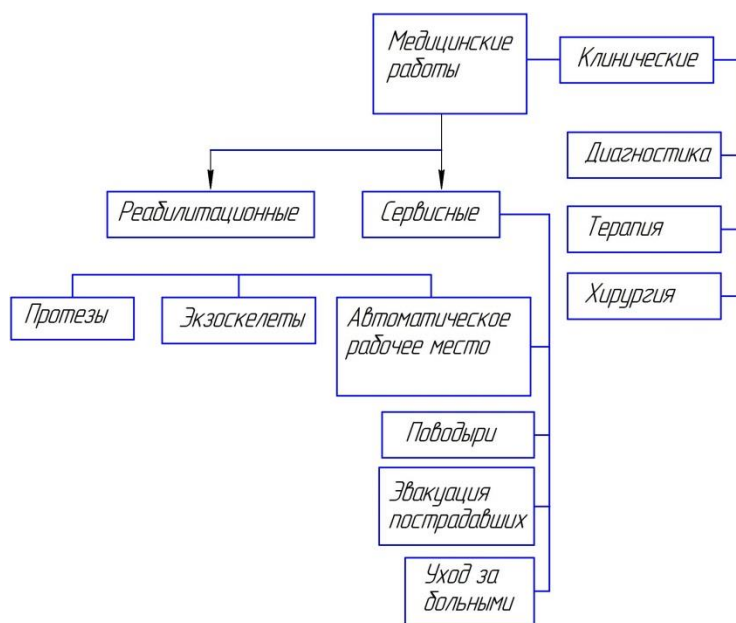 Медицинские
работы
Клинические
Диагностика
Реабилитационные
Сервисные
Терапия
Хирургия
Протезы
Экзоскелеты
Автоматическое
рабочее место
Поводыри
Эвакуация
пострадавших
Уход за
больными